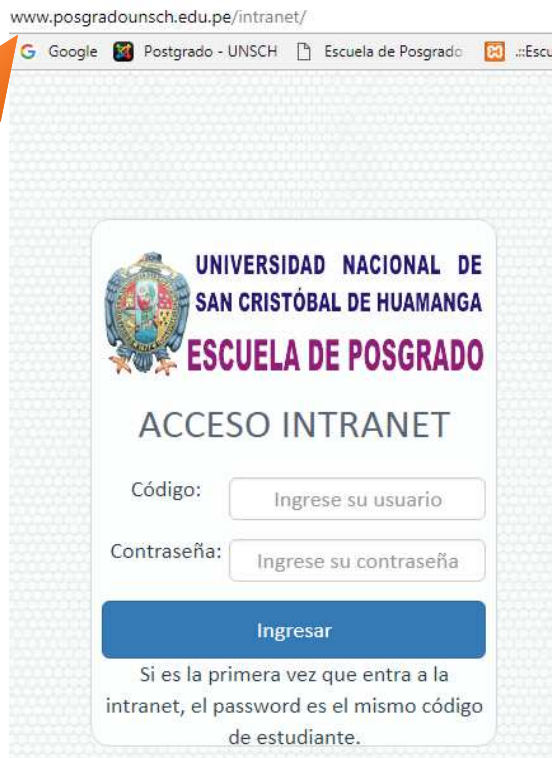 www.posgradounsch.edu.pe/intranet/
Google Postgrado - UNSCH Escuela de Posgrado .::Escu
UNIVERSIDAD NACIONAL DE
SAN CRISTÓBAL DE HUAMANGA
ESCUELA DE POSGRADO
ACCESO INTRANET
Código: Ingrese su usuario
Contraseña: Ingrese su contraseña
Ingresar
Si es la primera vez que entra a la
intranet, el password es el mismo código
de estudiante.